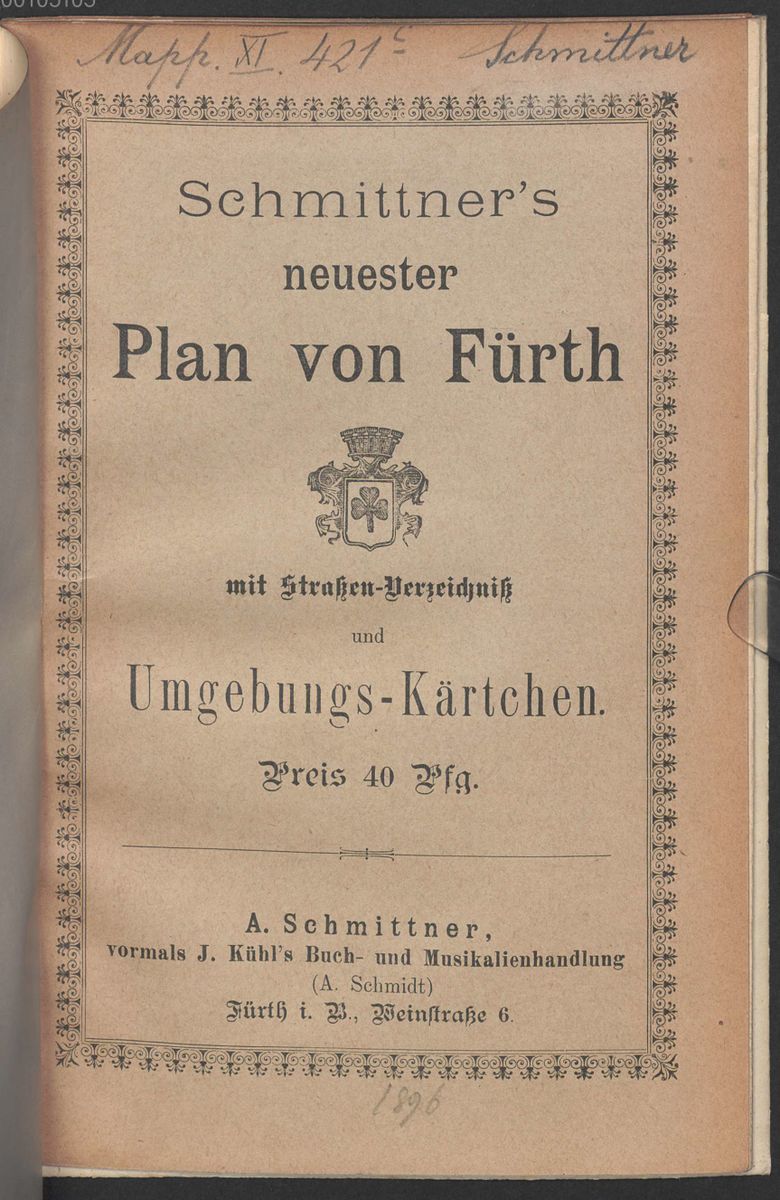 Mapp. XI. 421 c Schmittner
Schmittner's
neuester
Plan von Fürth
mit Straßen-Verzeichniß
und
Umgebungs-Kärtchen.
Preis 40 Pfg.
A. Schmittner,
vormals J. Kühl's Buch- und Musikalienhandlung
(A. Schmidt)
Fürth i. B., Weinstraße 6.
1896